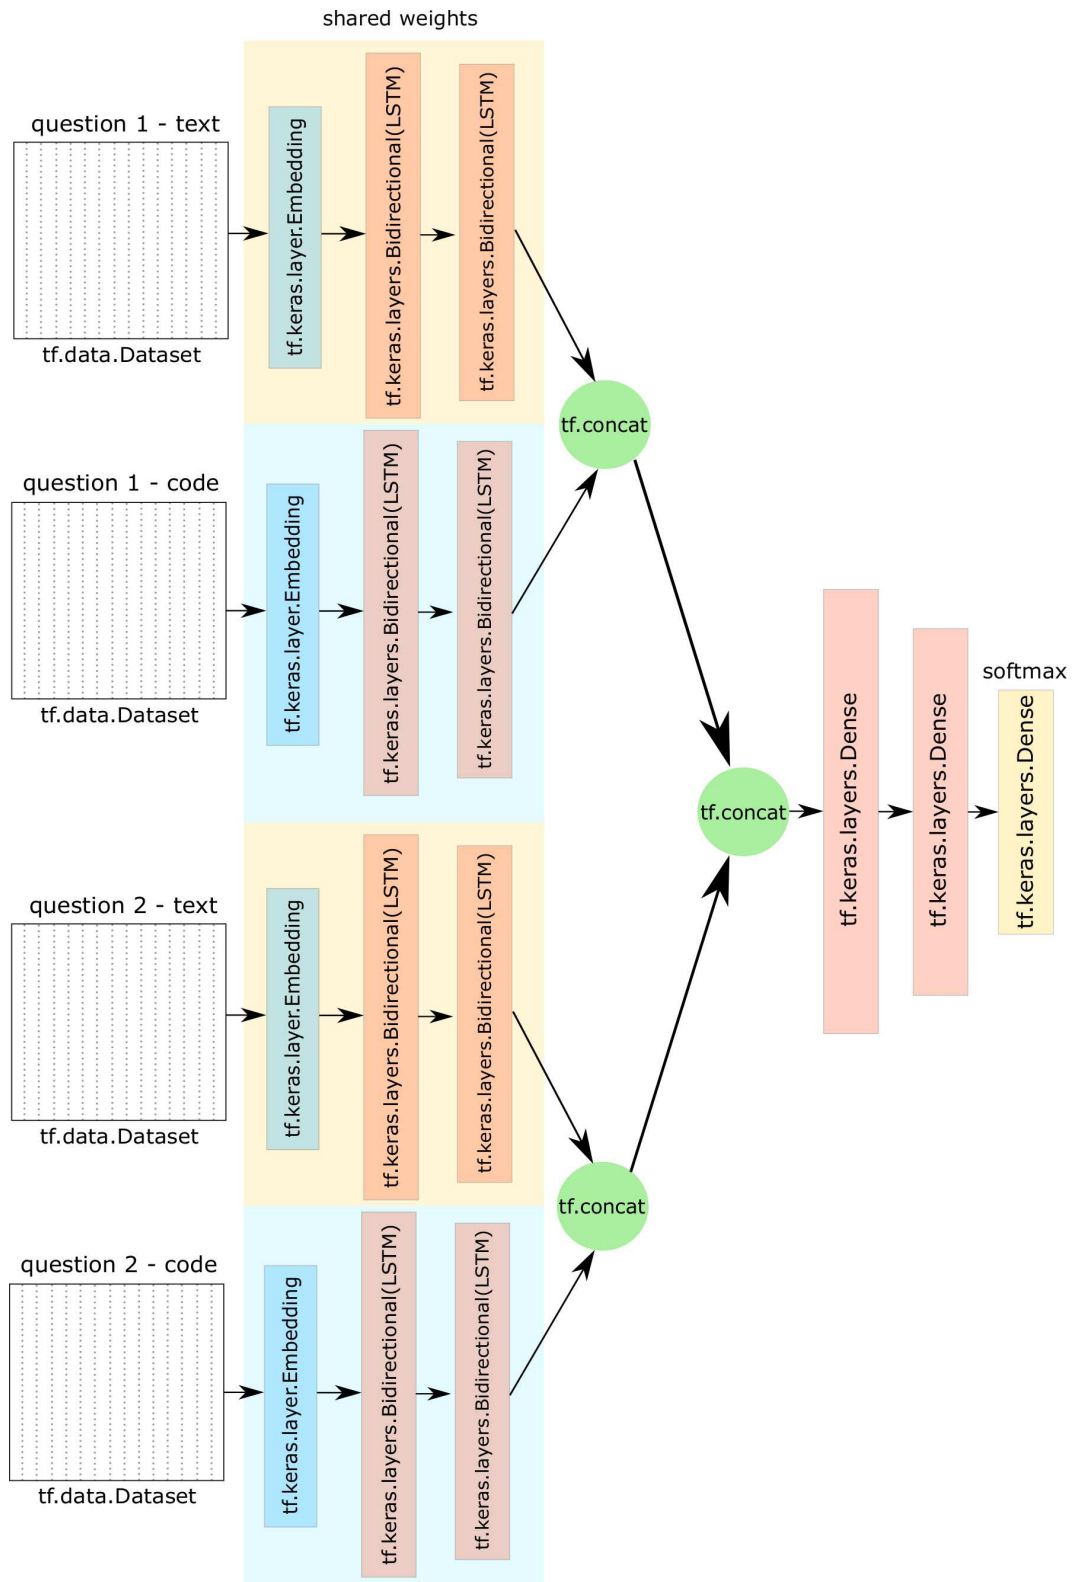 shared weights
question 1 - text
tf.data.Dataset
tf.keras.layer.Embedding
tf.keras.layers.Bidirectional(LSTM)
tf.keras.layers.Bidirectional(LSTM)
tf.concat
question 1 - code
tf.data.Dataset
tf.keras.layer.Embedding
tf.keras.layers.Bidirectional(LSTM)
tf.keras.layers.Bidirectional(LSTM)
question 2 - text
tf.data.Dataset
tf.keras.layer.Embedding
tf.keras.layers.Bidirectional(LSTM)
tf.keras.layers.Bidirectional(LSTM)
tf.concat
question 2 - code
tf.data.Dataset
tf.keras.layer.Embedding
tf.keras.layers.Bidirectional(LSTM)
tf.keras.layers.Bidirectional(LSTM)
tf.concat
tf.keras.layers.Dense
tf.keras.layers.Dense
softmax
tf.keras.layers.Dense